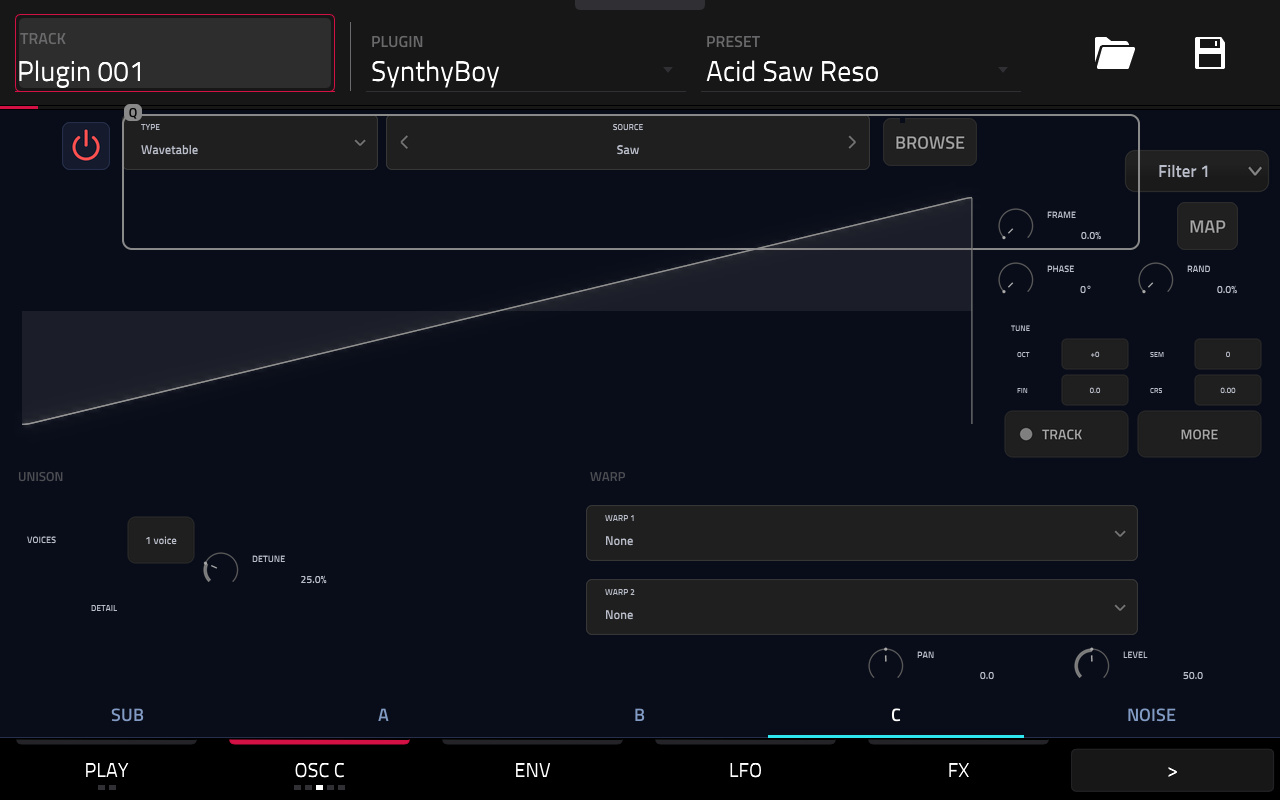 TRACK
Plugin 001
PLUGIN
SynthyBoy
PRESET
Acid Saw Reso
Q
TYPE
Wavetable
SOURCE
Saw
BROWSE
Filter 1
MAP
FRAME
0.0%
PHASE
0°
RAND
0.0%
TUNE
OCT
+0
SEM
0
FIN
0.0
CRS
0.00
TRACK
MORE
UNISON
VOICES
1 voice
DETUNE
25.0%
DETAIL
WARP
WARP 1
None
WARP 2
None
PAN
0.0
LEVEL
50.0
SUB
A
B
C
NOISE
PLAY
OSC C
ENV
LFO
FX
>